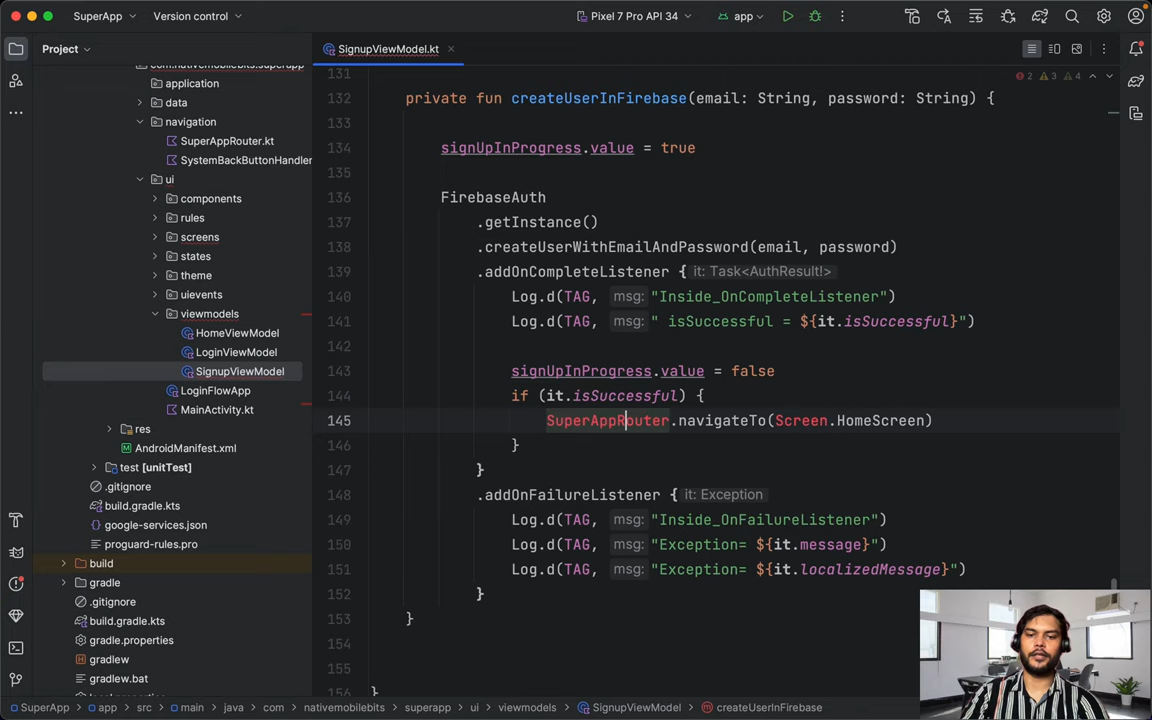 SuperApp
Version control
Pixel 7 Pro API 34
app
Project
SignupViewModel.kt
com.nativemobilebits.superapp
application
data
navigation
SuperAppRouter.kt
SystemBackButtonHandler
ui
components
rules
screens
states
theme
uievents
viewmodels
HomeViewModel
LoginViewModel
SignupViewModel
LoginFlowApp
MainActivity.kt
res
AndroidManifest.xml
test [unitTest]
.gitignore
build.gradle.kts
google-services.json
proguard-rules.pro
build
gradle
.gitignore
build.gradle.kts
gradle.properties
gradlew
gradlew.bat
local.properties
2 3 4
131
132 private fun createUserInFirebase(email: String, password: String) {
133
134 signUpInProgress.value = true
135
136 FirebaseAuth
137 .getInstance()
138 .createUserWithEmailAndPassword(email, password)
139 .addOnCompleteListener { it: Task<AuthResult!>
140 Log.d(TAG, msg: "Inside_OnCompleteListener")
141 Log.d(TAG, msg: " isSuccessful = ${it.isSuccessful}")
142
143 signUpInProgress.value = false
144 if (it.isSuccessful) {
145 SuperAppRouter.navigateTo(Screen.HomeScreen)
146 }
147 }
148 .addOnFailureListener { it: Exception
149 Log.d(TAG, msg: "Inside_OnFailureListener")
150 Log.d(TAG, msg: "Exception= ${it.message}")
151 Log.d(TAG, msg: "Exception= ${it.localizedMessage}")
152 }
153 }
154
155
156 }
SuperApp app src main java com nativemobilebits superapp ui viewmodels SignupViewModel createUserInFirebase